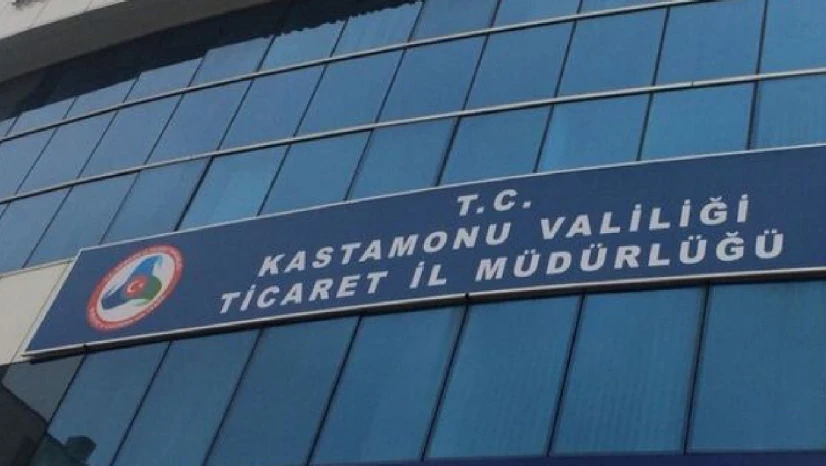 T.C.
KASTAMONU VALİLİĞİ
TİCARET İL MÜDÜRLÜĞÜ